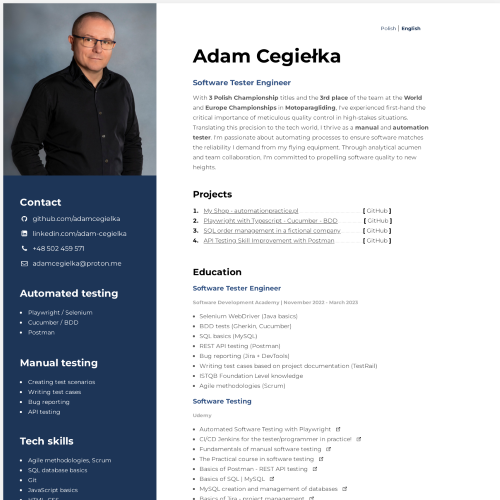 Polish | English
Adam Cegiełka
Software Tester Engineer
With 3 Polish Championship titles and the 3rd place of the team at the World
and Europe Championships in Motoparagliding, I've experienced first-hand the
critical importance of meticulous quality control in high-stakes situations.
Translating this precision to the tech world, I thrive as a manual and automation
tester. I'm passionate about automating processes to ensure software matches
the reliability I demand from my flying equipment. Through analytical acumen
and team collaboration, I'm committed to propelling software quality to new
heights.
Projects
1. My Shop - automationpractice.pl [ GitHub ]
2. Playwright with Typescript - Cucumber - BDD [ GitHub ]
3. SQL order management in a fictional company [ GitHub ]
4. API Testing Skill Improvement with Postman [ GitHub ]
Education
Software Tester Engineer
Software Development Academy | November 2022 - March 2023
Selenium WebDriver (Java basics)
BDD tests (Gherkin, Cucumber)
SQL basics (MySQL)
REST API testing (Postman)
Bug reporting (Jira + DevTools)
Writing test cases based on project documentation (TestRail)
ISTQB Foundation Level knowledge
Agile methodologies (Scrum)
Software Testing
Udemy
Automated Software Testing with Playwright
CI/CD Jenkins for the tester/programmer in practice!
Fundamentals of manual software testing
The Practical course in software testing
Basics of Postman - REST API testing
Basics of SQL | MySQL
MySQL creation and management of databases
Basics of Jira - project management
Contact
github.com/adamcegielka
linkedin.com/adam-cegielka
+48 502 459 571
adamcegielka@proton.me
Automated testing
Playwright / Selenium
Cucumber / BDD
Postman
Manual testing
Creating test scenarios
Writing test cases
Bug reporting
API testing
Tech skills
Agile methodologies, Scrum
SQL database basics
Git
JavaScript basics
HTML, CSS